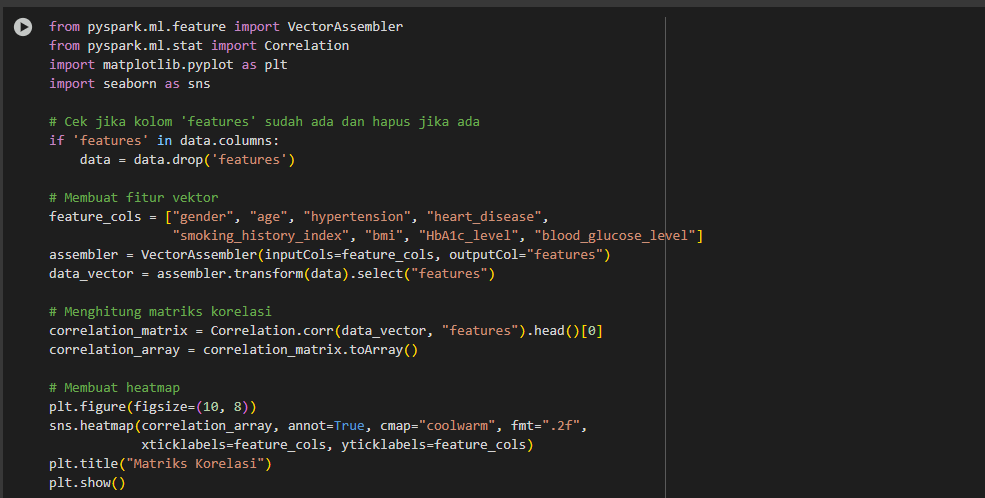 from pyspark.ml.feature import VectorAssembler
from pyspark.ml.stat import Correlation
import matplotlib.pyplot as plt
import seaborn as sns

# Cek jika kolom 'features' sudah ada dan hapus jika ada
if 'features' in data.columns:
    data = data.drop('features')

# Membuat fitur vektor
feature_cols = ["gender", "age", "hypertension", "heart_disease",
                "smoking_history_index", "bmi", "HbA1c_level", "blood_glucose_level"]
assembler = VectorAssembler(inputCols=feature_cols, outputCol="features")
data_vector = assembler.transform(data).select("features")

# Menghitung matriks korelasi
correlation_matrix = Correlation.corr(data_vector, "features").head()[0]
correlation_array = correlation_matrix.toArray()

# Membuat heatmap
plt.figure(figsize=(10, 8))
sns.heatmap(correlation_array, annot=True, cmap="coolwarm", fmt=".2f",
            xticklabels=feature_cols, yticklabels=feature_cols)
plt.title("Matriks Korelasi")
plt.show()